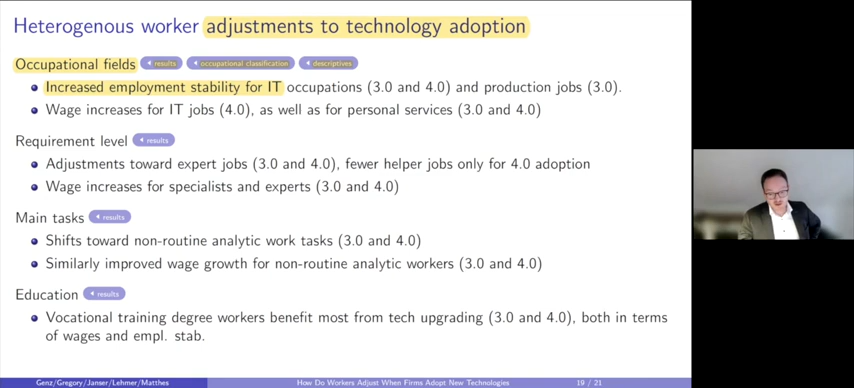 Heterogenous worker adjustments to technology adoption
Occupational fields results occupational classification descriptives
Increased employment stability for IT occupations (3.0 and 4.0) and production jobs (3.0).
Wage increases for IT jobs (4.0), as well as for personal services (3.0 and 4.0)
Requirement level results
Adjustments toward expert jobs (3.0 and 4.0), fewer helper jobs only for 4.0 adoption
Wage increases for specialists and experts (3.0 and 4.0)
Main tasks results
Shifts toward non-routine analytic work tasks (3.0 and 4.0)
Similarly improved wage growth for non-routine analytic workers (3.0 and 4.0)
Education results
Vocational training degree workers benefit most from tech upgrading (3.0 and 4.0), both in terms
of wages and empl. stab.
Genz/Gregory/Janser/Lehmer/Matthes How Do Workers Adjust When Firms Adopt New Technologies 19 / 21